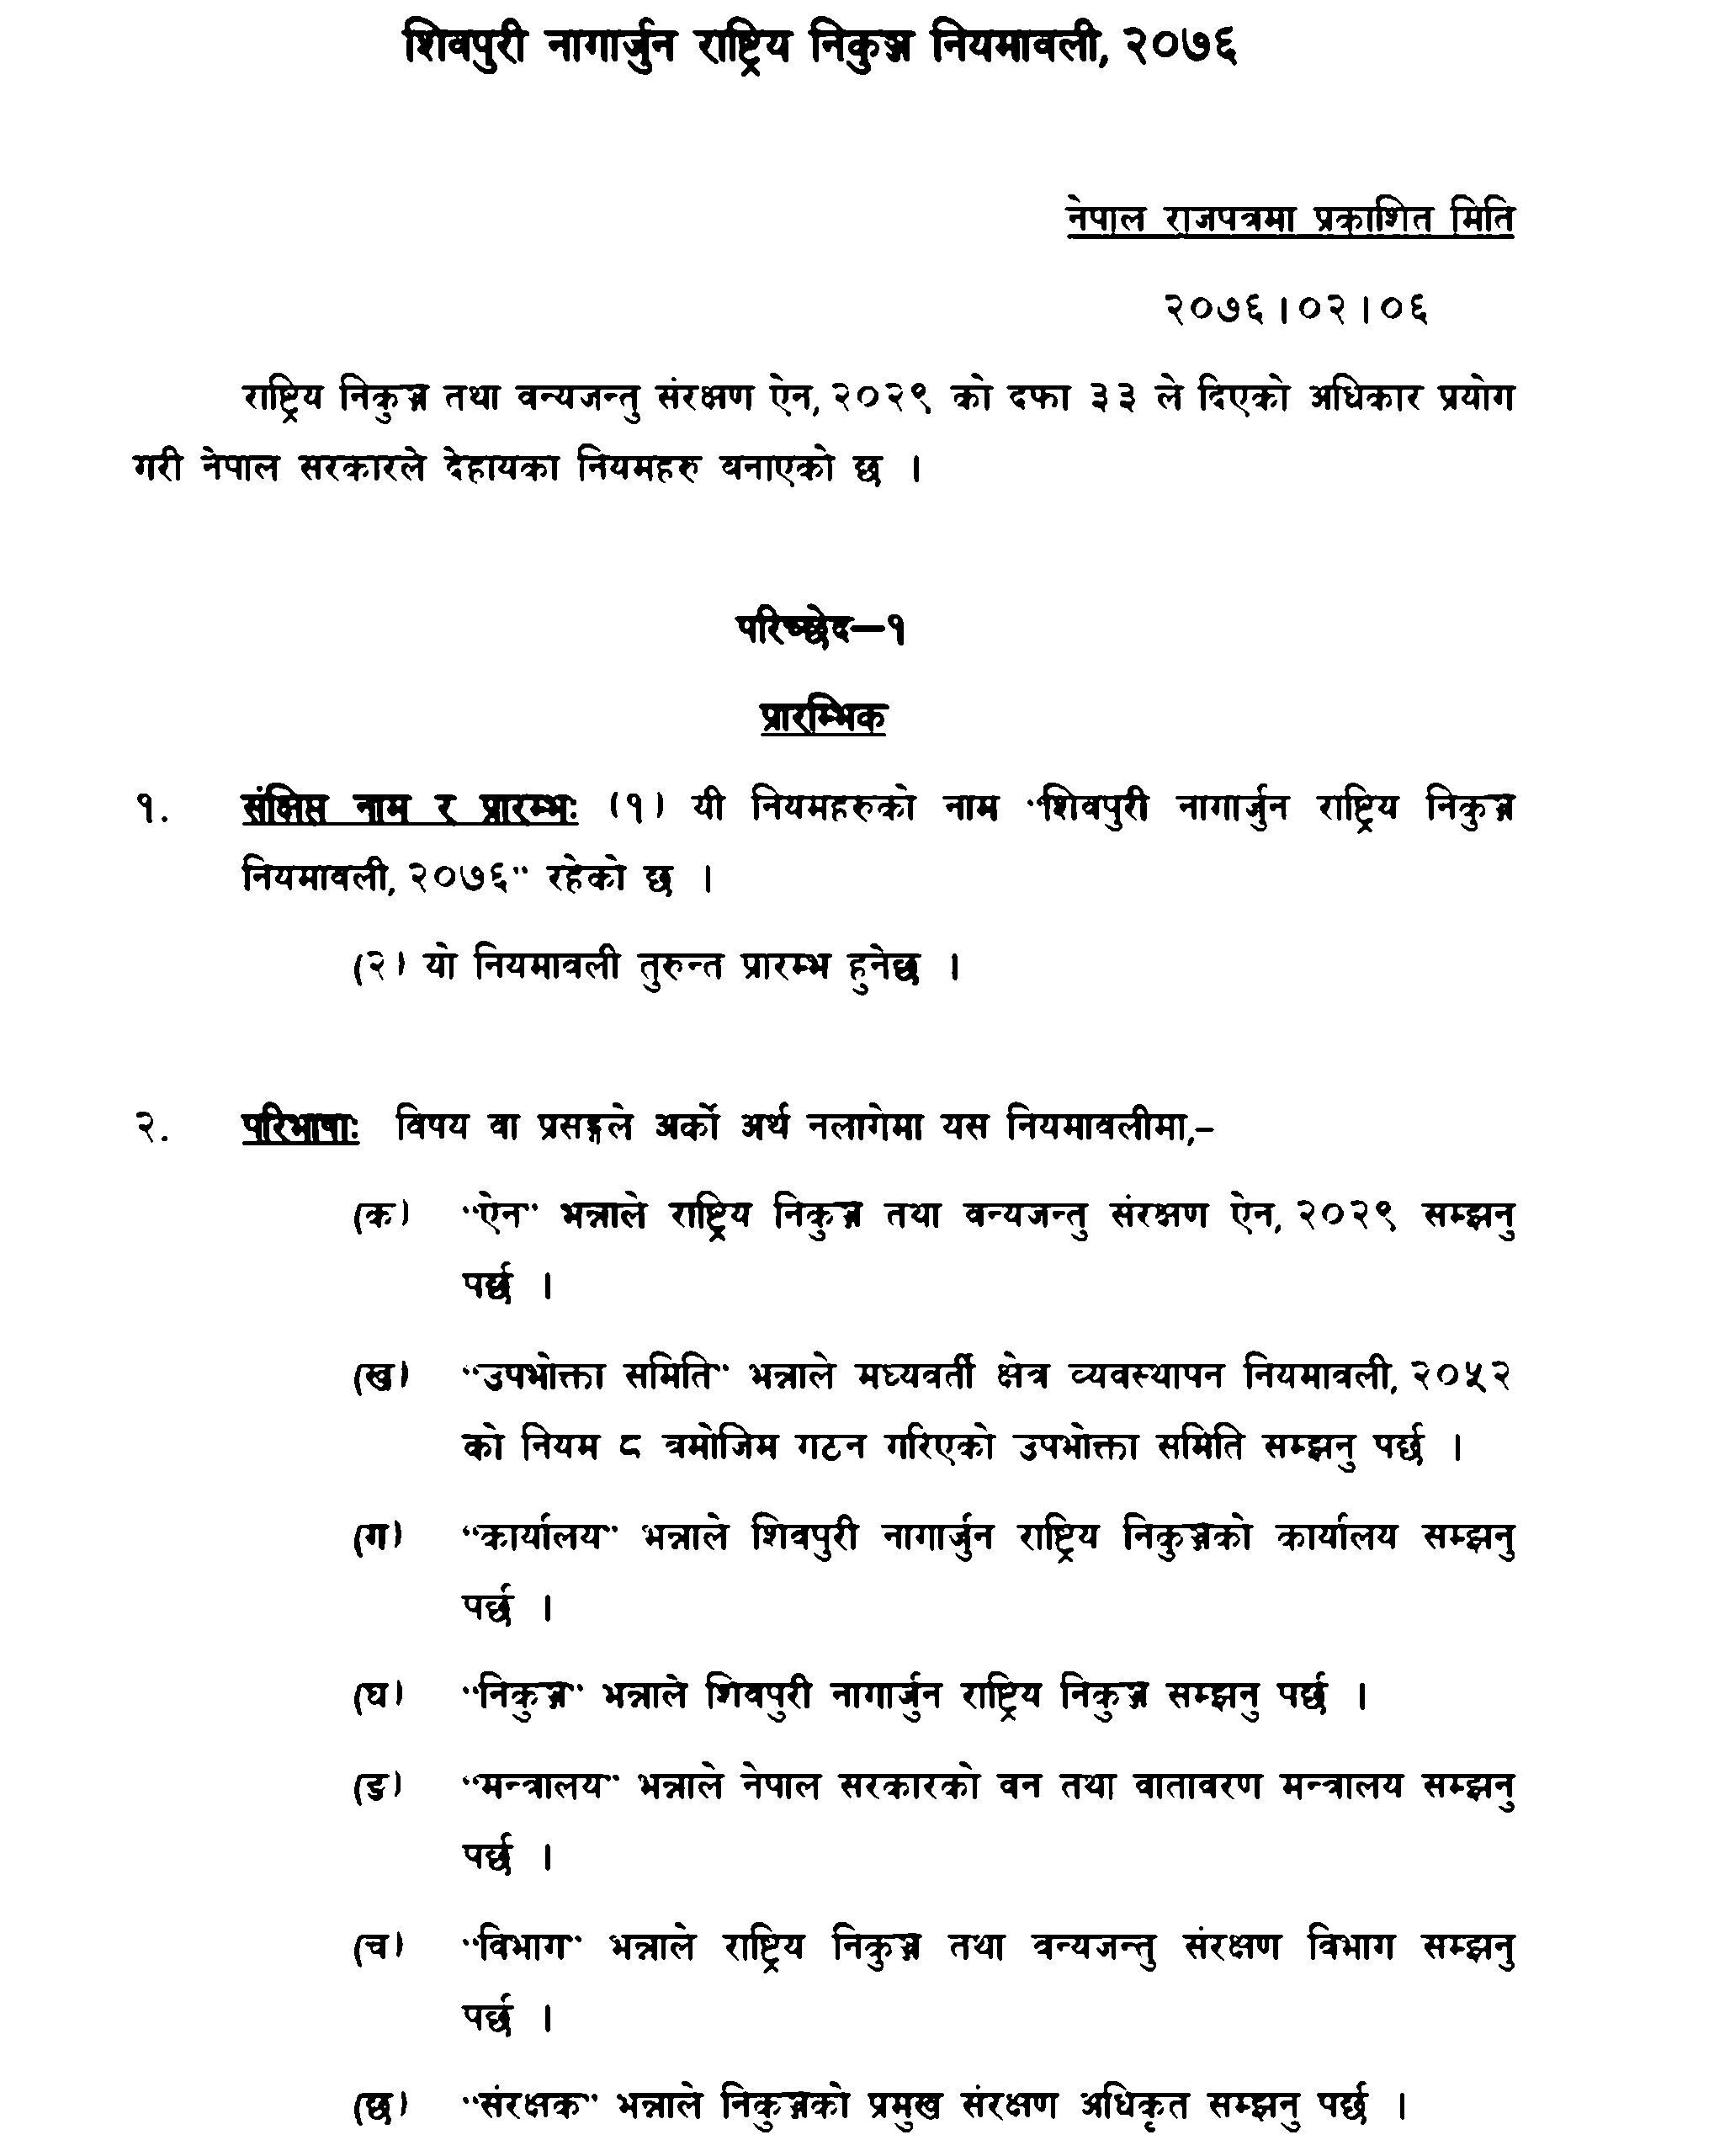 शिवपुरी नागार्जुन राष्ट्रिय निकुञ्ज नियमावली, २०७६
नेपाल राजपत्रमा प्रकाशित मिति
२०७६।०२।०६
राष्ट्रिय निकुञ्ज तथा वन्यजन्तु संरक्षण ऐन, २०२९ को दफा ३३ ले दिएको अधिकार प्रयोग
गरी नेपाल सरकारले देहायका नियमहरु बनाएको छ ।
परिच्छेद–१
प्रारम्भिक
१. संक्षिप्त नाम र प्रारम्भः (१) यी नियमहरुको नाम “शिवपुरी नागार्जुन राष्ट्रिय निकुञ्ज
नियमावली, २०७६” रहेको छ ।
(२) यो नियमावली तुरुन्त प्रारम्भ हुनेछ ।
२. परिभाषाः विषय वा प्रसङ्गले अर्को अर्थ नलागेमा यस नियमावलीमा,–
(क) “ऐन” भन्नाले राष्ट्रिय निकुञ्ज तथा वन्यजन्तु संरक्षण ऐन, २०२९ सम्झनु
पर्छ ।
(ख) “उपभोक्ता समिति” भन्नाले मध्यवर्ती क्षेत्र व्यवस्थापन नियमावली, २०५२
को नियम ८ बमोजिम गठन गरिएको उपभोक्ता समिति सम्झनु पर्छ ।
(ग) “कार्यालय” भन्नाले शिवपुरी नागार्जुन राष्ट्रिय निकुञ्जको कार्यालय सम्झनु
पर्छ ।
(घ) “निकुञ्ज” भन्नाले शिवपुरी नागार्जुन राष्ट्रिय निकुञ्ज सम्झनु पर्छ ।
(ङ) “मन्त्रालय” भन्नाले नेपाल सरकारको वन तथा वातावरण मन्त्रालय सम्झनु
पर्छ ।
(च) “विभाग” भन्नाले राष्ट्रिय निकुञ्ज तथा वन्यजन्तु संरक्षण विभाग सम्झनु
पर्छ ।
(छ) “संरक्षक” भन्नाले निकुञ्जको प्रमुख संरक्षण अधिकृत सम्झनु पर्छ ।